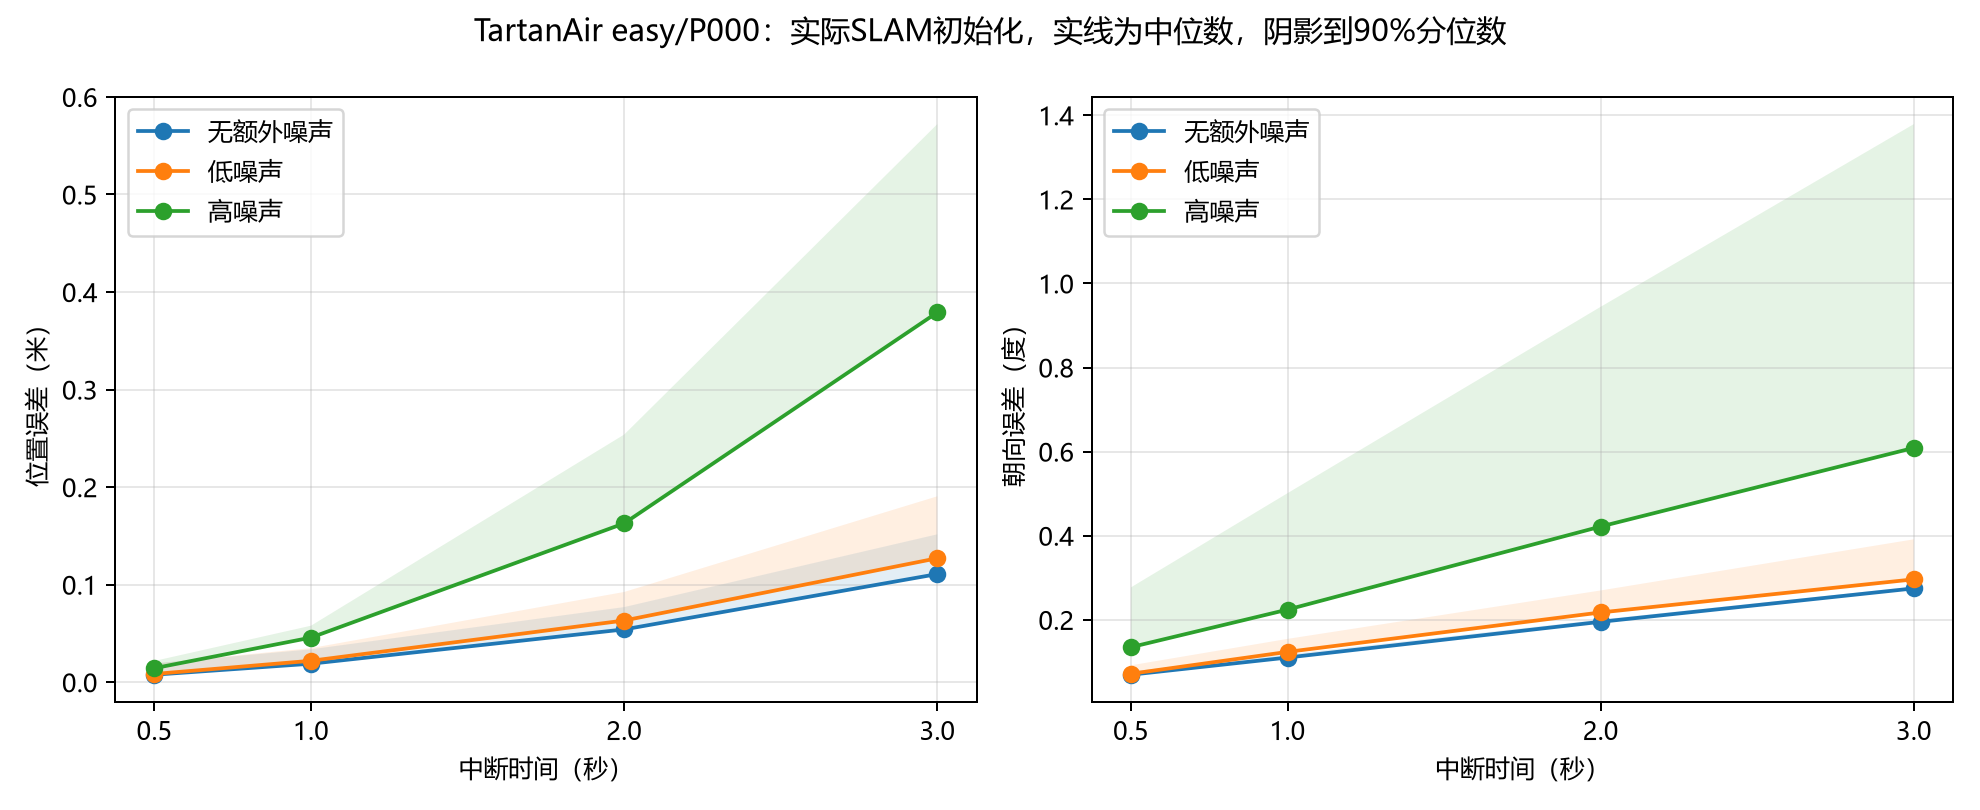 TartanAir easy/P000：实际SLAM初始化，实线为中位数，阴影到90%分位数
位置误差（米）
0.6
0.5
0.4
0.3
0.2
0.1
0.0
无额外噪声
低噪声
高噪声
0.5 1.0 2.0 3.0
中断时间（秒）
朝向误差（度）
1.4
1.2
1.0
0.8
0.6
0.4
0.2
无额外噪声
低噪声
高噪声
0.5 1.0 2.0 3.0
中断时间（秒）